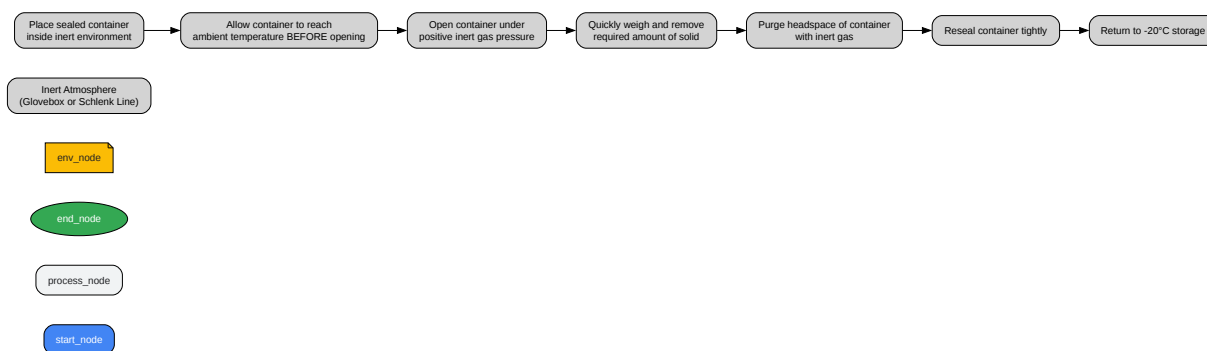 Place sealed container
inside inert environment
Allow container to reach
ambient temperature BEFORE opening
Open container under
positive inert gas pressure
Quickly weigh and remove
required amount of solid
Purge headspace of container
with inert gas
Reseal container tightly
Return to -20°C storage
Inert Atmosphere
(Glovebox or Schlenk Line)
env_node
end_node
process_node
start_node